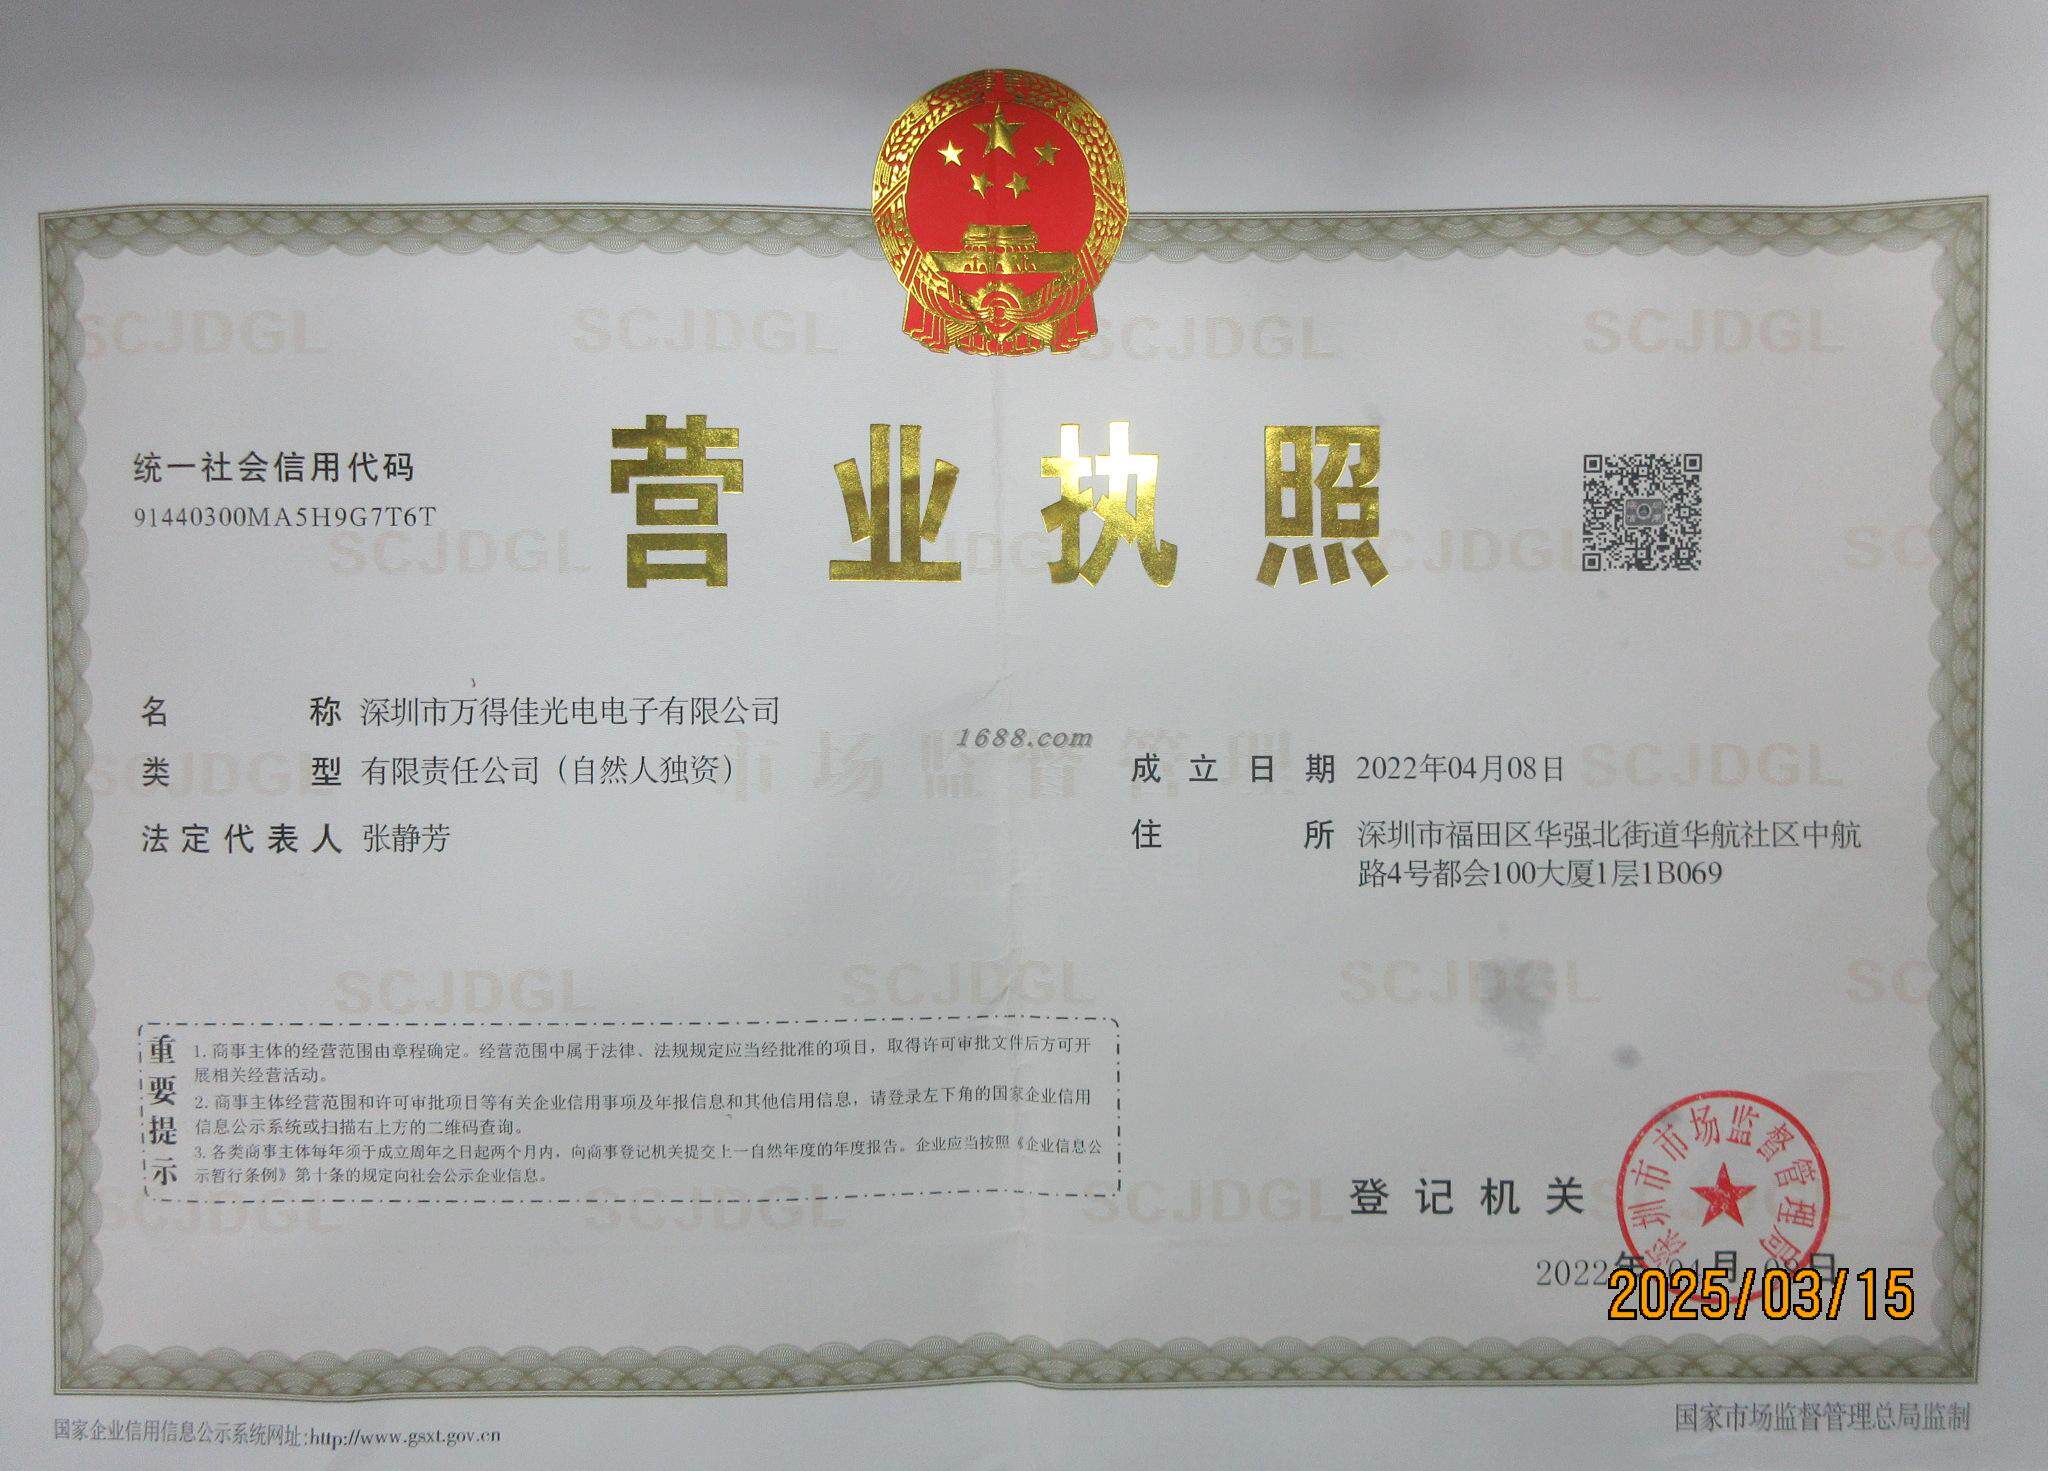 营业执照
统一社会信用代码
91440300MA5H9G7T6T
名称 深圳市万得佳光电电子有限公司
类型 有限责任公司（自然人独资）
法定代表人 张静芳
成立日期 2022年04月08日
住所 深圳市福田区华强北街道华航社区中航
路4号都会100大厦1层1B069
1688.com
市场监督管理
SCJDGL
重要提示
1. 商事主体的经营范围由章程确定。经营范围中属于法律、法规规定应当经批准的项目，取得许可审批文件后方可开
展相关经营活动。
2. 商事主体经营范围和许可审批项目等有关企业信用事项及年报信息和其他信用信息，请登录左下角的国家企业信用
信息公示系统或扫描右上方的二维码查询。
3. 各类商事主体每年须于成立周年之日起两个月内，向商事登记机关提交上一自然年度的年度报告。企业应当按照《企业信息公
示暂行条例》第十条的规定向社会公示企业信息。
登记机关
深圳市市场监督管理局
2022年04月08日
2025/03/15
国家企业信用信息公示系统网址:http://www.gsxt.gov.cn
国家市场监督管理总局监制